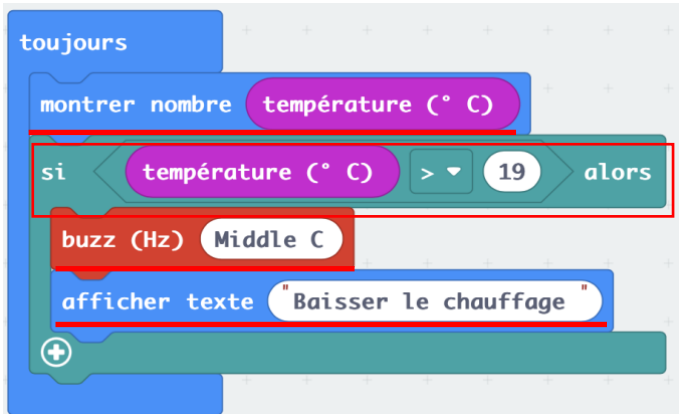 toujours
montrer nombre température (° C)
si température (° C) > 19 alors
buzz (Hz) Middle C
afficher texte "Baisser le chauffage "